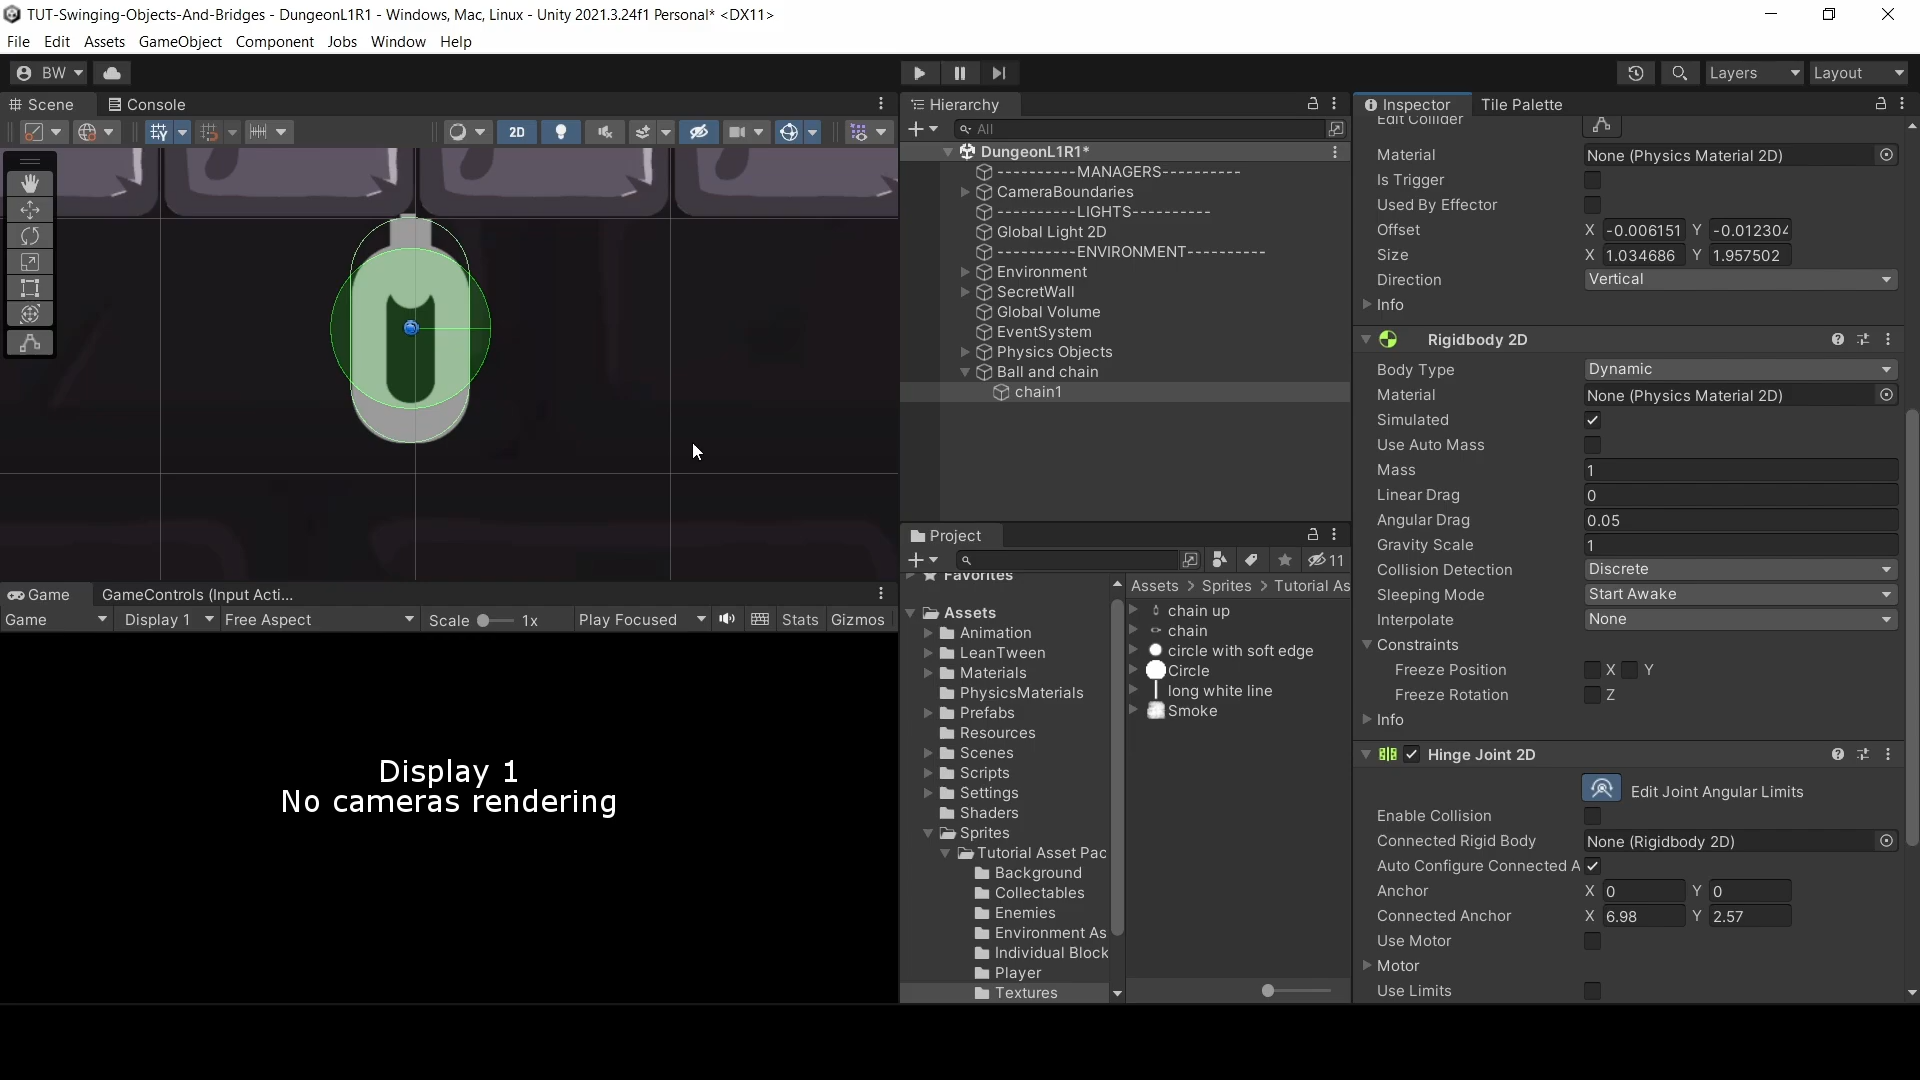 TUT-Swinging-Objects-And-Bridges - DungeonL1R1 - Windows, Mac, Linux - Unity 2021.3.24f1 Personal* <DX11>
File Edit Assets GameObject Component Jobs Window Help
BW
Layers
Layout
Scene
Console
2D
Hierarchy
All
DungeonL1R1*
----------MANAGERS----------
CameraBoundaries
----------LIGHTS----------
Global Light 2D
----------ENVIRONMENT----------
Environment
SecretWall
Global Volume
EventSystem
Physics Objects
Ball and chain
chain1
Project
11
Favorites
Assets
Animation
LeanTween
Materials
PhysicsMaterials
Prefabs
Resources
Scenes
Scripts
Settings
Shaders
Sprites
Tutorial Asset Pac
Background
Collectables
Enemies
Environment As
Individual Block
Player
Textures
Assets > Sprites > Tutorial As
chain up
chain
circle with soft edge
Circle
long white line
Smoke
Game
GameControls (Input Acti...
Game
Display 1
Free Aspect
Scale 1x
Play Focused
Stats
Gizmos
Display 1
No cameras rendering
Inspector
Tile Palette
Edit Collider
Material None (Physics Material 2D)
Is Trigger
Used By Effector
Offset X -0.006151 Y -0.012304
Size X 1.034686 Y 1.957502
Direction Vertical
Info
Rigidbody 2D
Body Type Dynamic
Material None (Physics Material 2D)
Simulated
Use Auto Mass
Mass 1
Linear Drag 0
Angular Drag 0.05
Gravity Scale 1
Collision Detection Discrete
Sleeping Mode Start Awake
Interpolate None
Constraints
Freeze Position X Y
Freeze Rotation Z
Info
Hinge Joint 2D
Edit Joint Angular Limits
Enable Collision
Connected Rigid Body None (Rigidbody 2D)
Auto Configure Connected A
Anchor X 0 Y 0
Connected Anchor X 6.98 Y 2.57
Use Motor
Motor
Use Limits